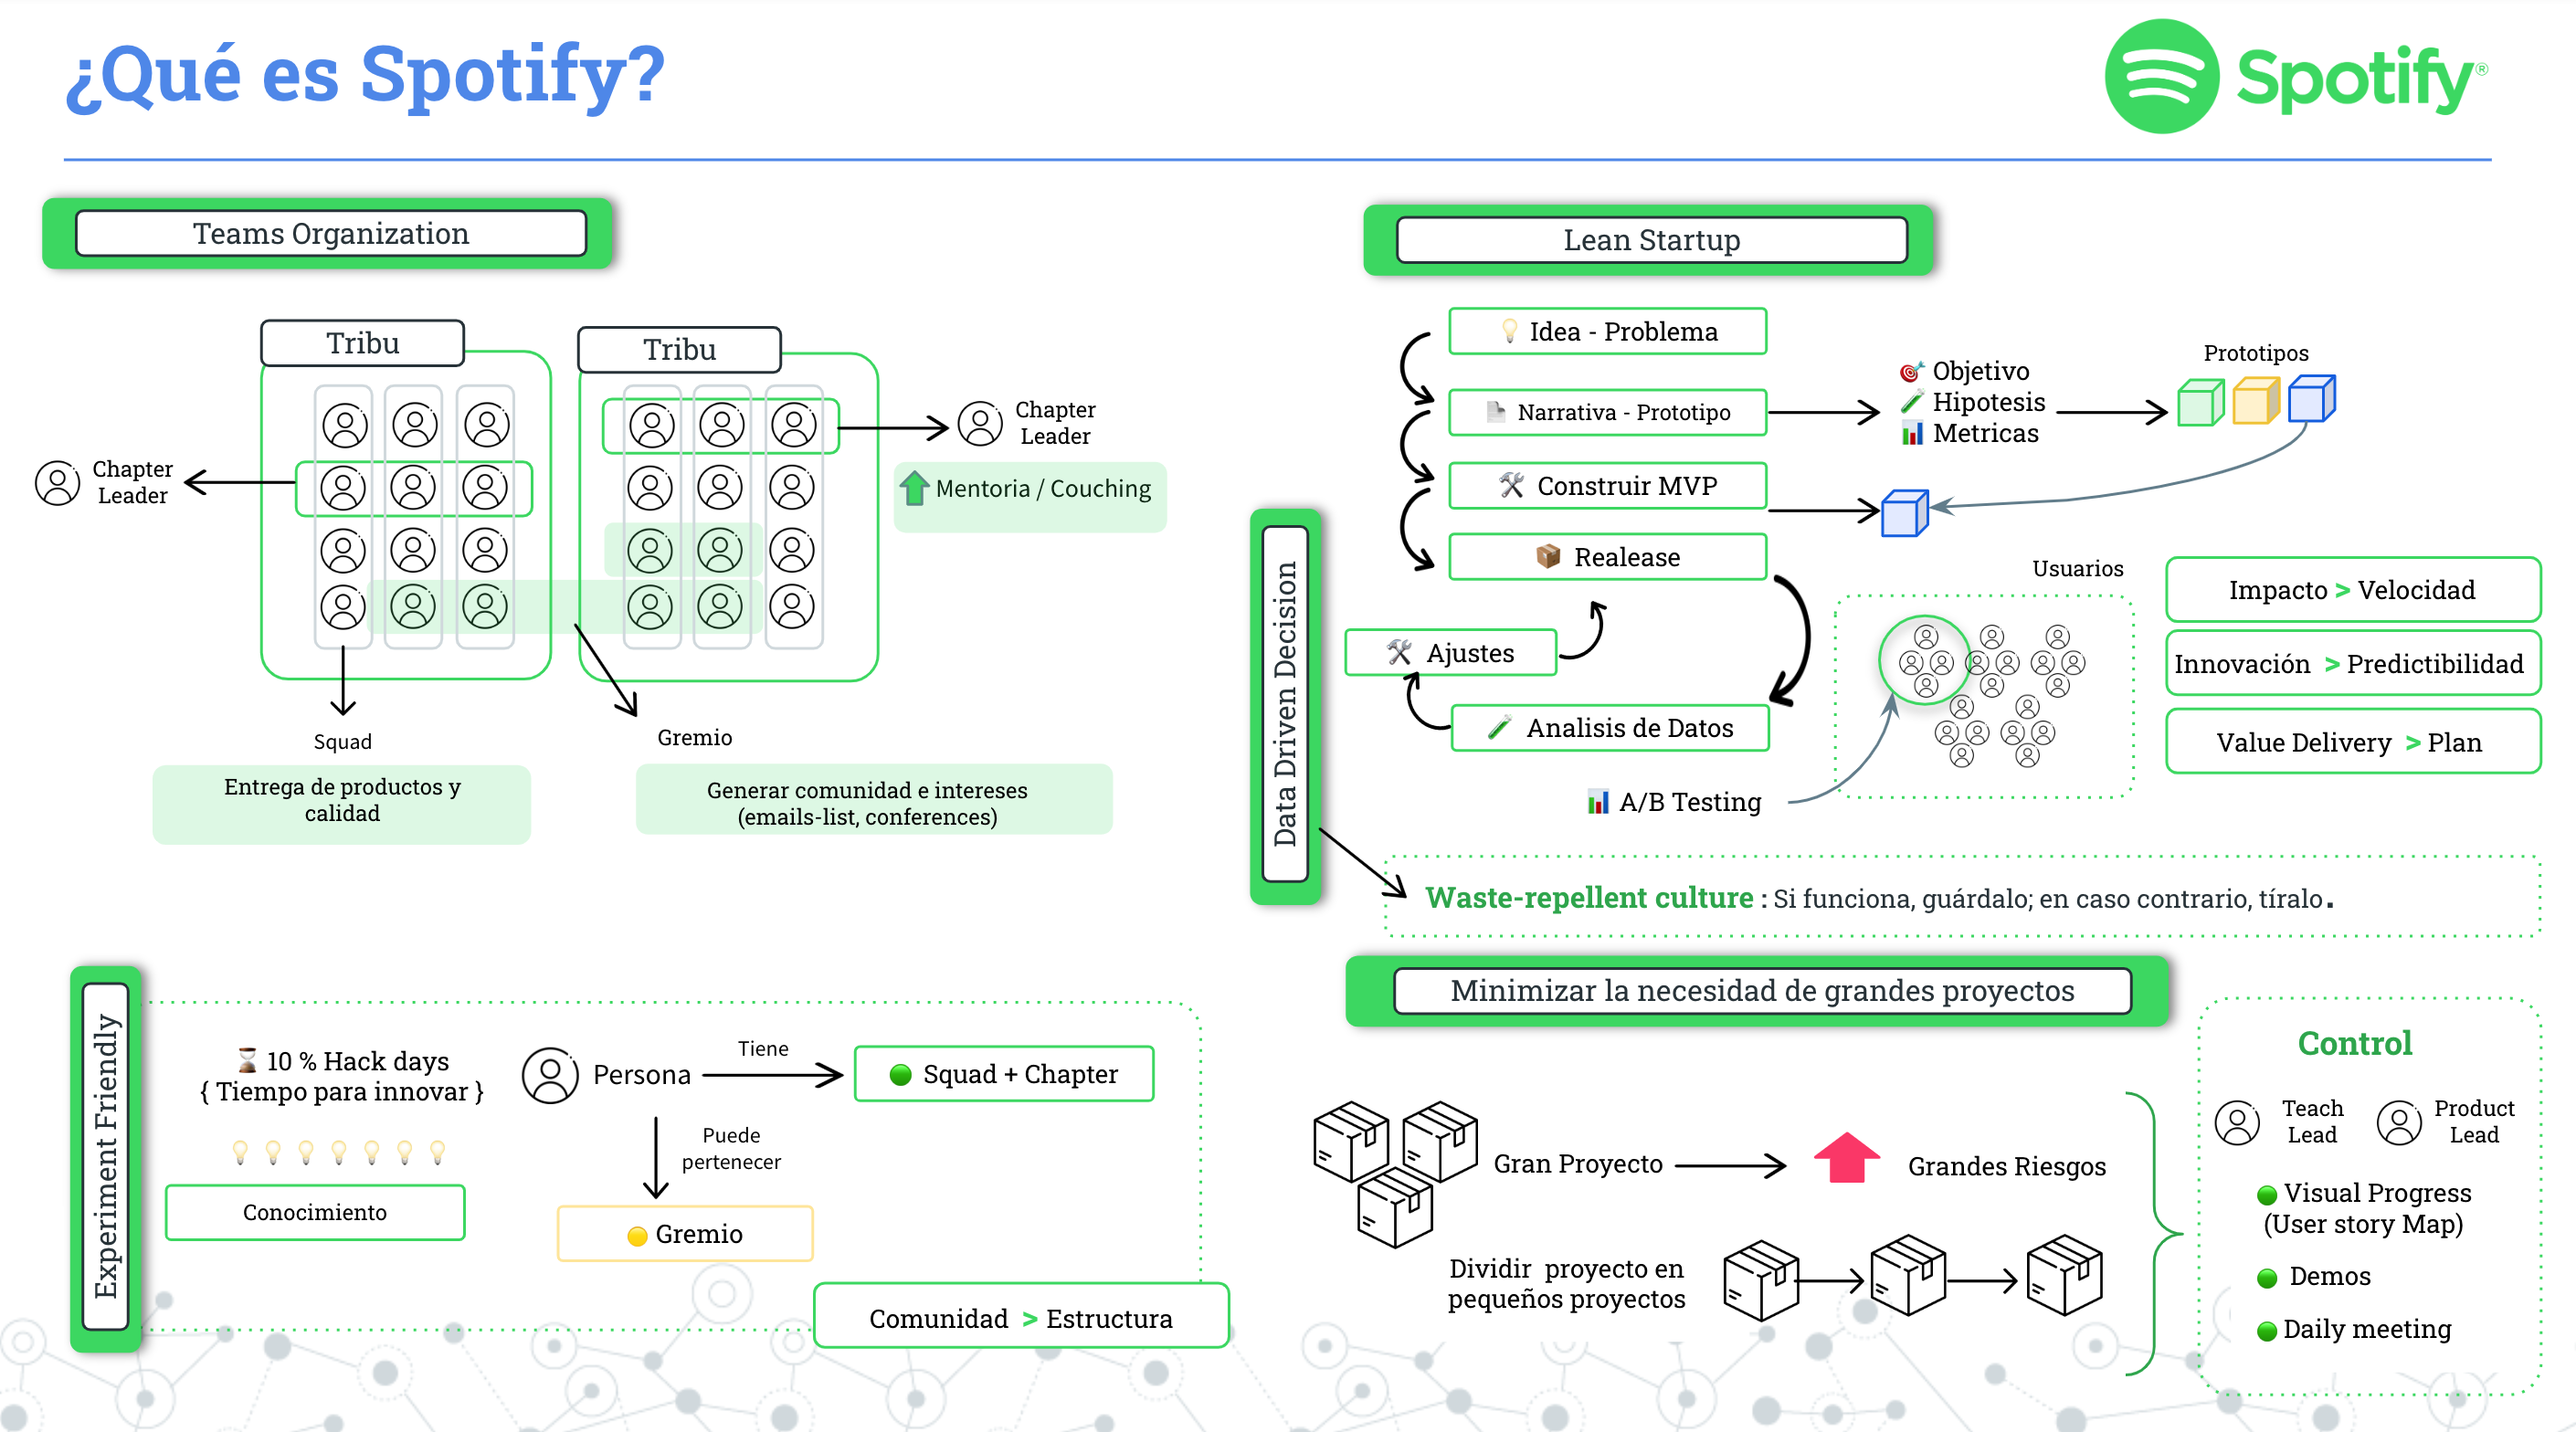 ¿Qué es Spotify?
Spotify®
Teams Organization
Tribu
Tribu
Chapter
Leader
Chapter
Leader
Mentoria / Couching
Squad
Entrega de productos y
calidad
Gremio
Generar comunidad e intereses
(emails-list, conferences)
Lean Startup
Data Driven Decision
Idea - Problema
Narrativa - Prototipo
Construir MVP
Realease
Ajustes
Analisis de Datos
A/B Testing
Objetivo
Hipotesis
Metricas
Prototipos
Usuarios
Impacto > Velocidad
Innovación > Predictibilidad
Value Delivery > Plan
Waste-repellent culture : Si funciona, guárdalo; en caso contrario, tíralo.
Experiment Friendly
10 % Hack days
{ Tiempo para innovar }
Conocimiento
Persona
Tiene
Squad + Chapter
Puede
pertenecer
Gremio
Comunidad > Estructura
Minimizar la necesidad de grandes proyectos
Gran Proyecto
Grandes Riesgos
Dividir proyecto en
pequeños proyectos
Control
Teach
Lead
Product
Lead
Visual Progress
(User story Map)
Demos
Daily meeting